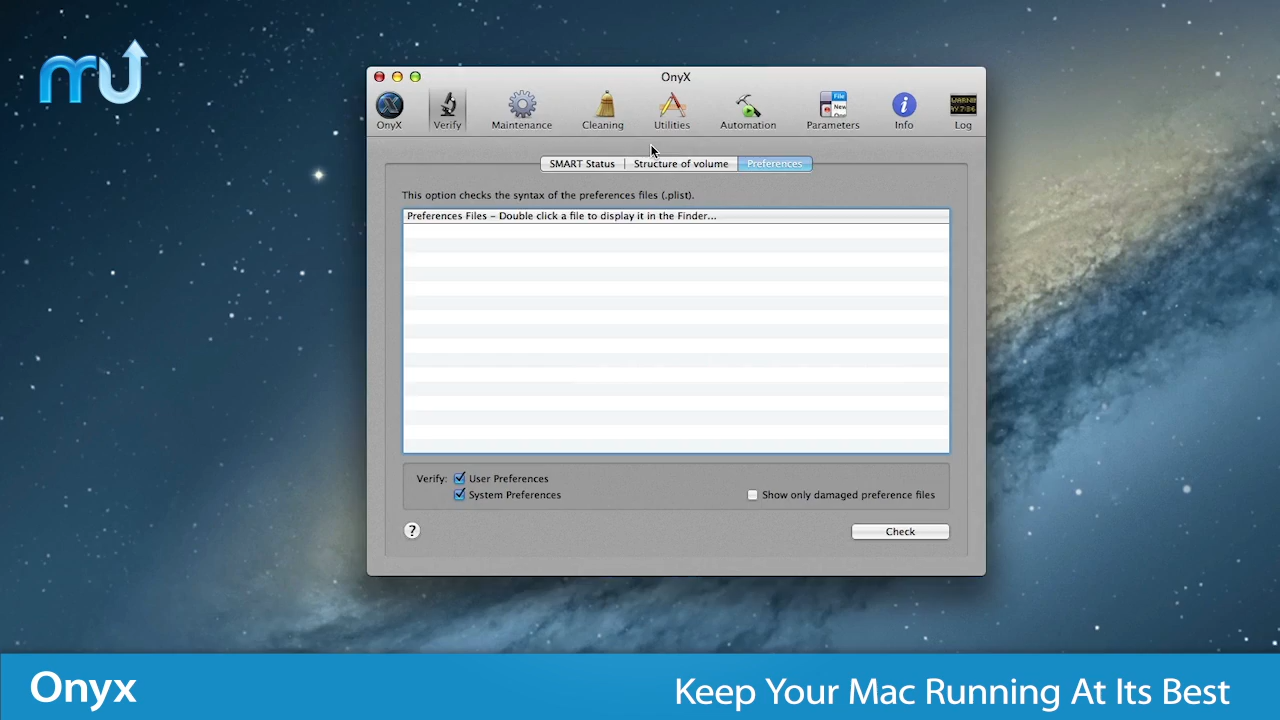 mu
OnyX
OnyX Verify Maintenance Cleaning Utilities Automation Parameters Info Log
SMART Status Structure of volume Preferences
This option checks the syntax of the preferences files (.plist).
Preferences Files – Double click a file to display it in the Finder...
Verify: User Preferences
System Preferences Show only damaged preference files
? Check
Onyx Keep Your Mac Running At Its Best